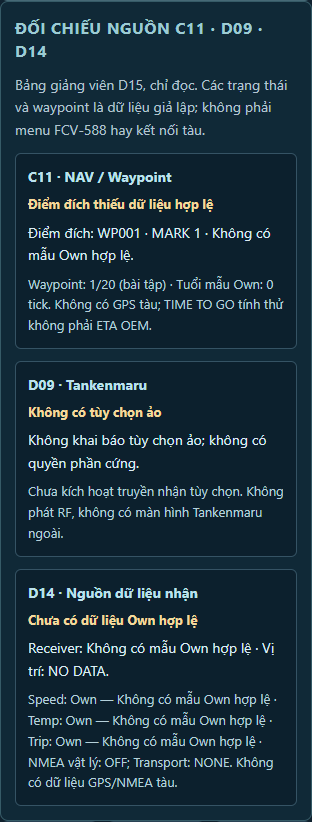 ĐỐI CHIẾU NGUỒN C11 · D09 ·
D14
Bảng giảng viên D15, chỉ đọc. Các trạng thái
và waypoint là dữ liệu giả lập; không phải
menu FCV-588 hay kết nối tàu.
C11 · NAV / Waypoint
Điểm đích thiếu dữ liệu hợp lệ
Điểm đích: WP001 · MARK 1 · Không có
mẫu Own hợp lệ.
Waypoint: 1/20 (bài tập) · Tuổi mẫu Own: 0
tick. Không có GPS tàu; TIME TO GO tính thử
không phải ETA OEM.
D09 · Tankenmaru
Không có tùy chọn ảo
Không khai báo tùy chọn ảo; không có
quyền phần cứng.
Chưa kích hoạt truyền nhận tùy chọn. Không
phát RF, không có màn hình Tankenmaru
ngoài.
D14 · Nguồn dữ liệu nhận
Chưa có dữ liệu Own hợp lệ
Receiver: Không có mẫu Own hợp lệ · Vị
trí: NO DATA.
Speed: Own — Không có mẫu Own hợp lệ ·
Temp: Own — Không có mẫu Own hợp lệ ·
Trip: Own — Không có mẫu Own hợp lệ ·
NMEA vật lý: OFF; Transport: NONE. Không
có dữ liệu GPS/NMEA tàu.